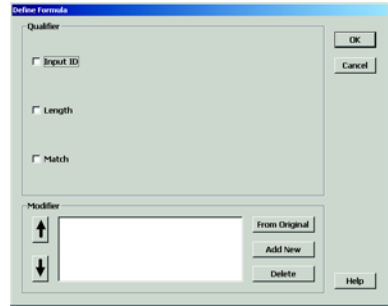 Define Formula
Qualifier
OK
Input ID
Cancel
Length
Match
Modifier
From Original
Add New
Delete
Help